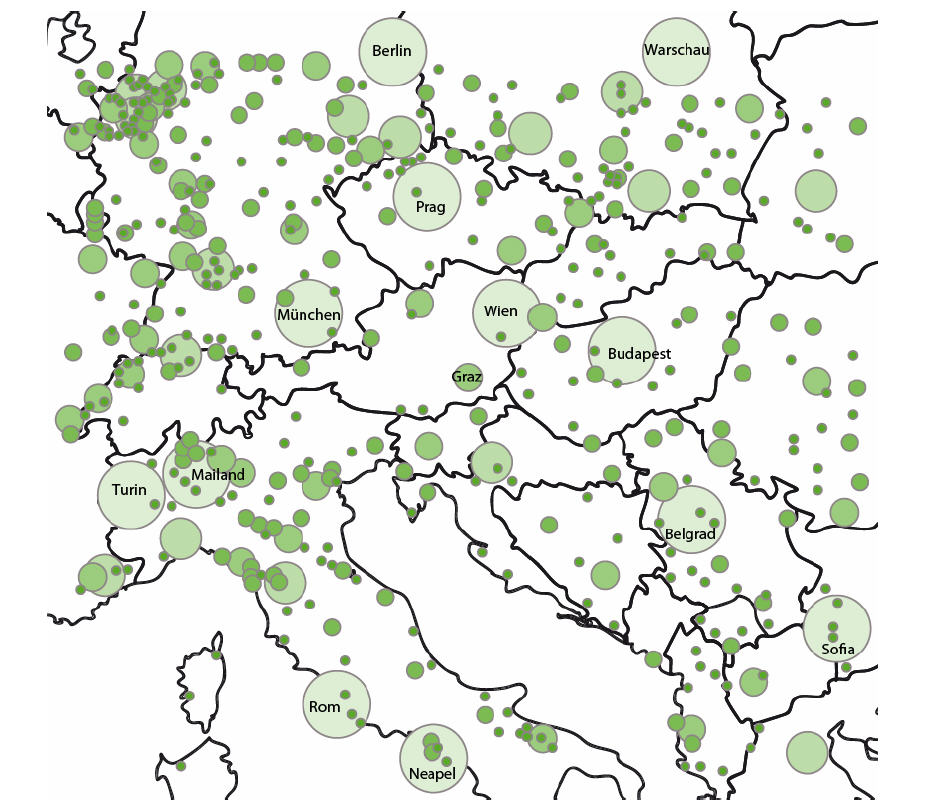 Berlin
Warschau
Prag
München
Wien
Budapest
Graz
Mailand
Turin
Belgrad
Sofia
Rom
Neapel